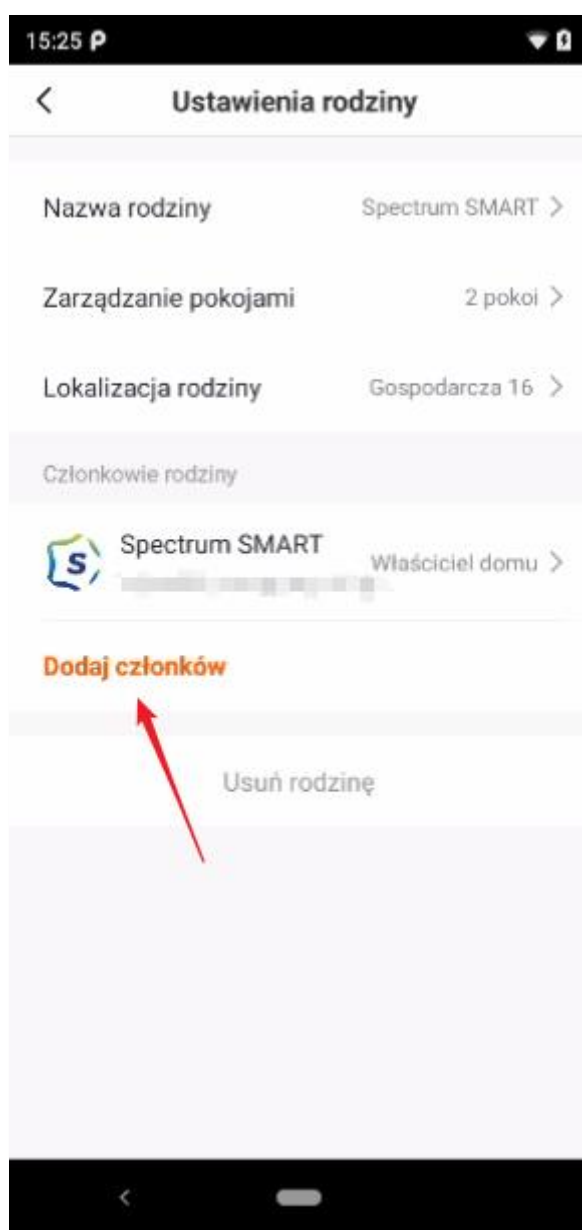 15:25
Ustawienia rodziny
Nazwa rodziny Spectrum SMART
Zarządzanie pokojami 2 pokoi
Lokalizacja rodziny Gospodarcza 16
Członkowie rodziny
Spectrum SMART
Właściciel domu
Dodaj członków
Usuń rodzinę